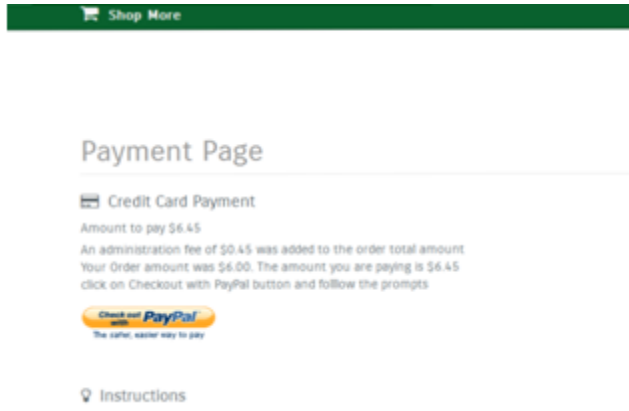 Shop More
Payment Page
Credit Card Payment
Amount to pay $6.45
An administration fee of $0.45 was added to the order total amount
Your Order amount was $6.00. The amount you are paying is $6.45
click on Checkout with PayPal button and folllow the prompts
Check out
with PayPal
The safer, easier way to pay
Instructions